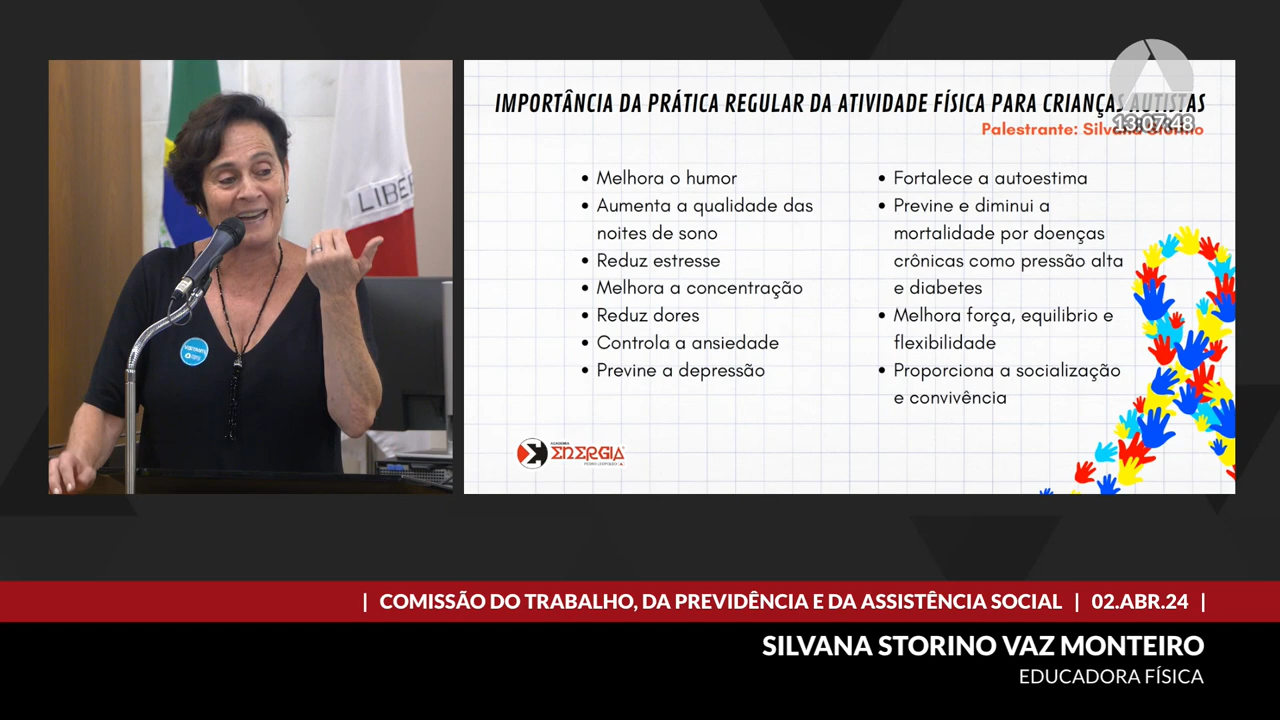 LIBER
IMPORTÂNCIA DA PRÁTICA REGULAR DA ATIVIDADE FÍSICA PARA CRIANÇAS AUTISTAS
13:07:48
Palestrante: Silvana Storino
• Melhora o humor
• Aumenta a qualidade das
noites de sono
• Reduz estresse
• Melhora a concentração
• Reduz dores
• Controla a ansiedade
• Previne a depressão
• Fortalece a autoestima
• Previne e diminui a
mortalidade por doenças
crônicas como pressão alta
e diabetes
• Melhora força, equilibrio e
flexibilidade
• Proporciona a socialização
e convivência
ACADEMIA
ENERGIA
| COMISSÃO DO TRABALHO, DA PREVIDÊNCIA E DA ASSISTÊNCIA SOCIAL | 02.ABR.24 |
SILVANA STORINO VAZ MONTEIRO
EDUCADORA FÍSICA